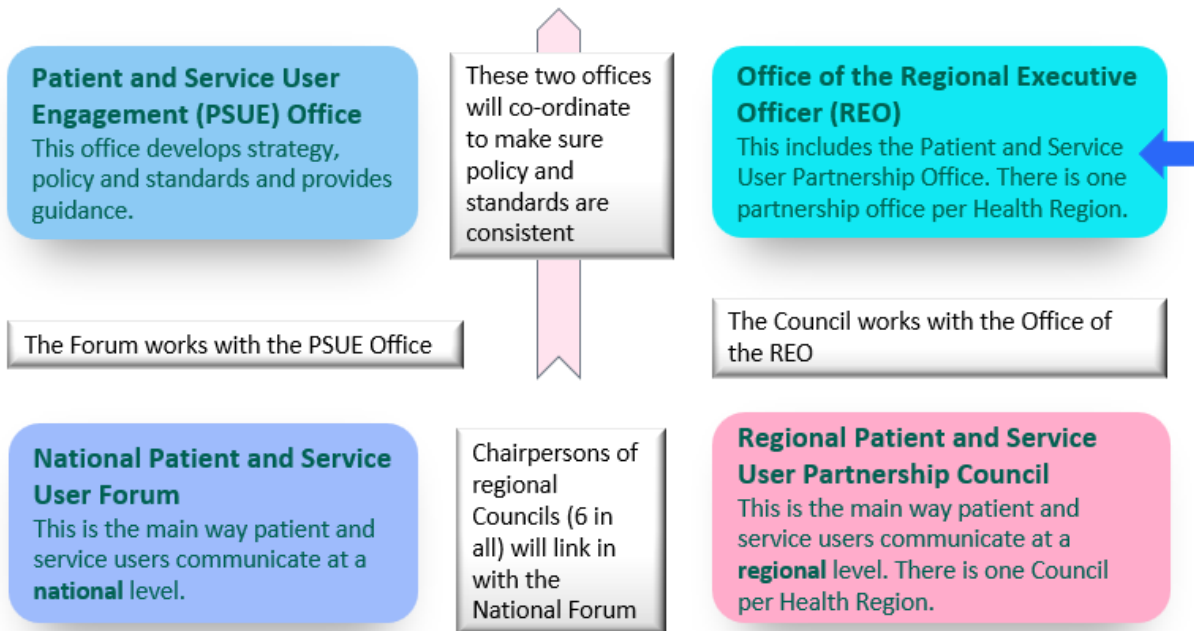 Patient and Service User
Engagement (PSUE) Office
This office develops strategy,
policy and standards and provides
guidance.
These two offices
will co-ordinate
to make sure
policy and
standards are
consistent
Office of the Regional Executive
Officer (REO)
This includes the Patient and Service
User Partnership Office. There is one
partnership office per Health Region.
The Forum works with the PSUE Office
The Council works with the Office of
the REO
National Patient and Service
User Forum
This is the main way patient and
service users communicate at a
national level.
Chairpersons of
regional
Councils (6 in
all) will link in
with the
National Forum
Regional Patient and Service
User Partnership Council
This is the main way patient and
service users communicate at a
regional level. There is one Council
per Health Region.